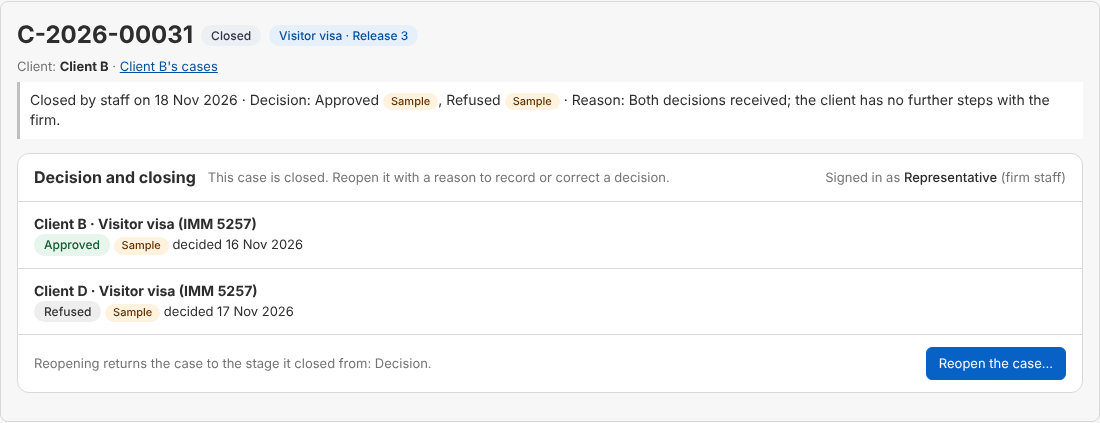 C-2026-00031 Closed Visitor visa · Release 3
Client: Client B · Client B's cases
Closed by staff on 18 Nov 2026 · Decision: Approved Sample , Refused Sample · Reason: Both decisions received; the client has no further steps with the
firm.
Decision and closing This case is closed. Reopen it with a reason to record or correct a decision. Signed in as Representative (firm staff)
Client B · Visitor visa (IMM 5257)
Approved Sample decided 16 Nov 2026
Client D · Visitor visa (IMM 5257)
Refused Sample decided 17 Nov 2026
Reopening returns the case to the stage it closed from: Decision. Reopen the case...